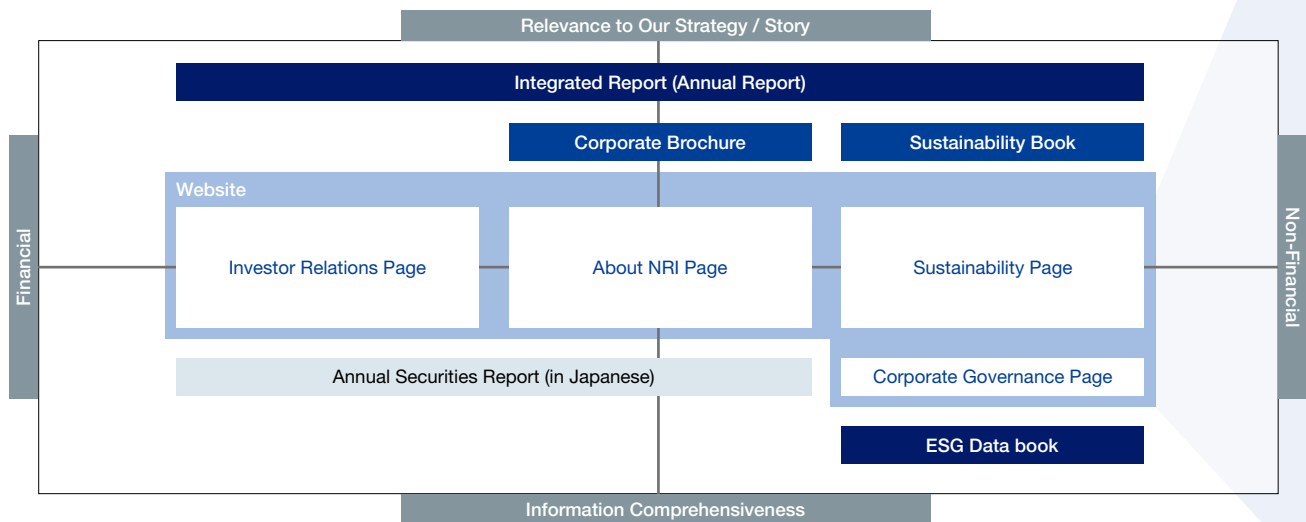 Relevance to Our Strategy / Story
Integrated Report (Annual Report)
Corporate Brochure
Sustainability Book
Website
Financial
Investor Relations Page
About NRI Page
Sustainability Page
Non-Financial
Annual Securities Report (in Japanese)
Corporate Governance Page
ESG Data book
Information Comprehensiveness